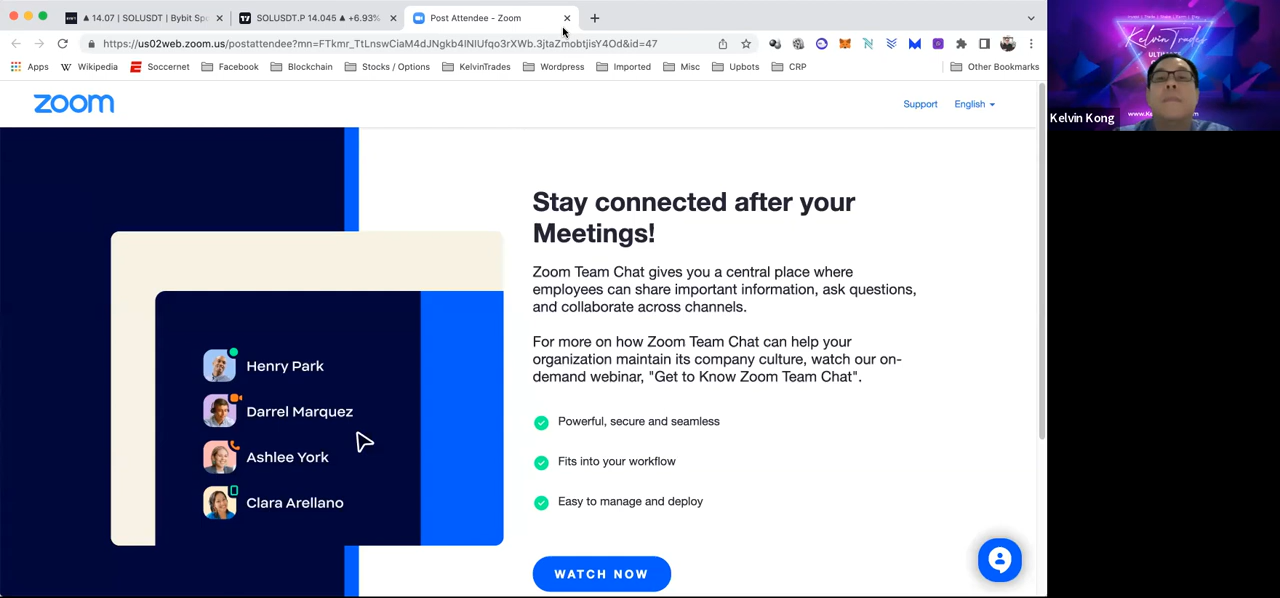 ▲ 14.07 | SOLUSDT | Bybit Sp
SOLUSDT.P 14.045 ▲ +6.93%
Post Attendee - Zoom
https://us02web.zoom.us/postattendee?mn=FTkmr_TtLnswCiaM4dJNgkb4lNIUfqo3rXWb.3jtaZmobtjisY4Od&id=47
Apps
Wikipedia
Soccernet
Facebook
Blockchain
Stocks / Options
KelvinTrades
Wordpress
Imported
Misc
Upbots
CRP
Other Bookmarks
zoom
Support
English
Stay connected after your
Meetings!
Zoom Team Chat gives you a central place where
employees can share important information, ask questions,
and collaborate across channels.
For more on how Zoom Team Chat can help your
organization maintain its company culture, watch our on-
demand webinar, "Get to Know Zoom Team Chat".
Powerful, secure and seamless
Fits into your workflow
Easy to manage and deploy
WATCH NOW
Henry Park
Darrel Marquez
Ashlee York
Clara Arellano
Kelvin Trades
Kelvin Kong